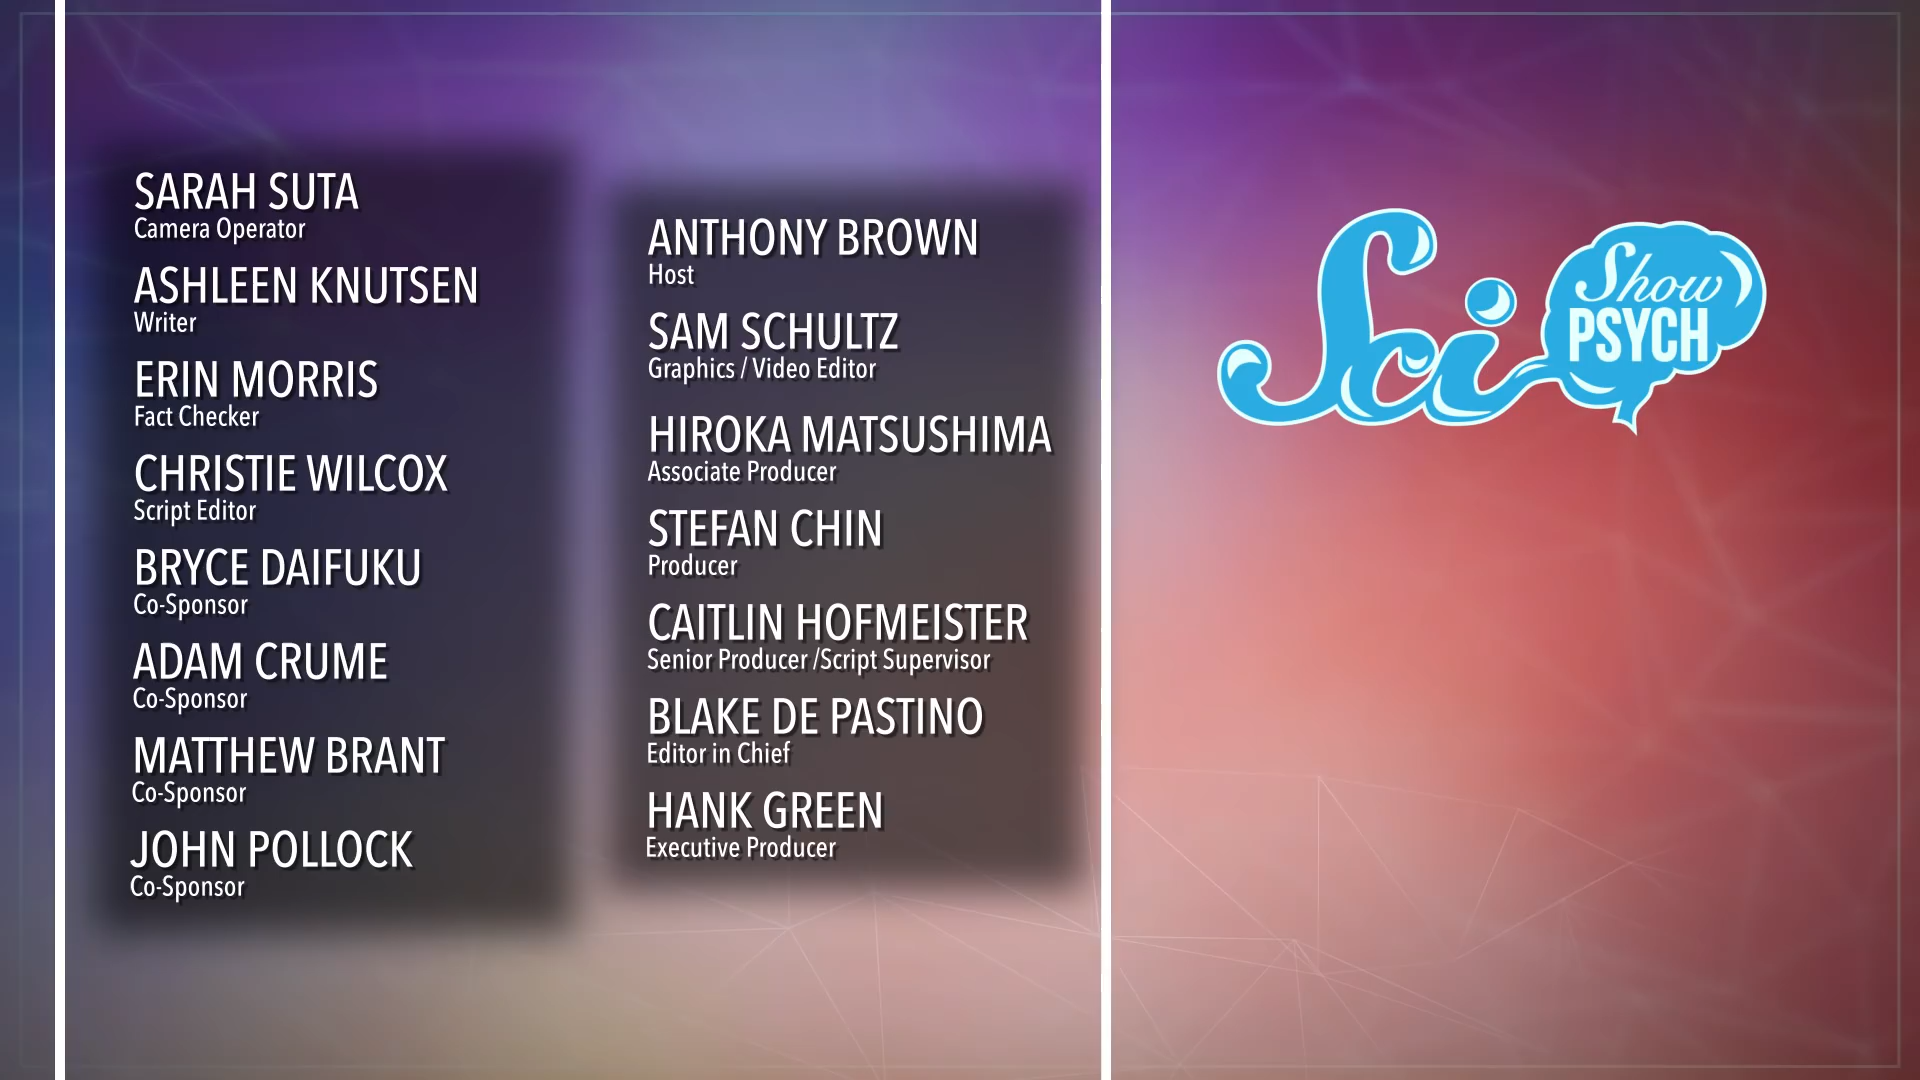 SARAH SUTA
Camera Operator
ASHLEEN KNUTSEN
Writer
ERIN MORRIS
Fact Checker
CHRISTIE WILCOX
Script Editor
BRYCE DAIFUKU
Co-Sponsor
ADAM CRUME
Co-Sponsor
MATTHEW BRANT
Co-Sponsor
JOHN POLLOCK
Co-Sponsor
ANTHONY BROWN
Host
SAM SCHULTZ
Graphics / Video Editor
HIROKA MATSUSHIMA
Associate Producer
STEFAN CHIN
Producer
CAITLIN HOFMEISTER
Senior Producer /Script Supervisor
BLAKE DE PASTINO
Editor in Chief
HANK GREEN
Executive Producer
Sci
Show
PSYCH